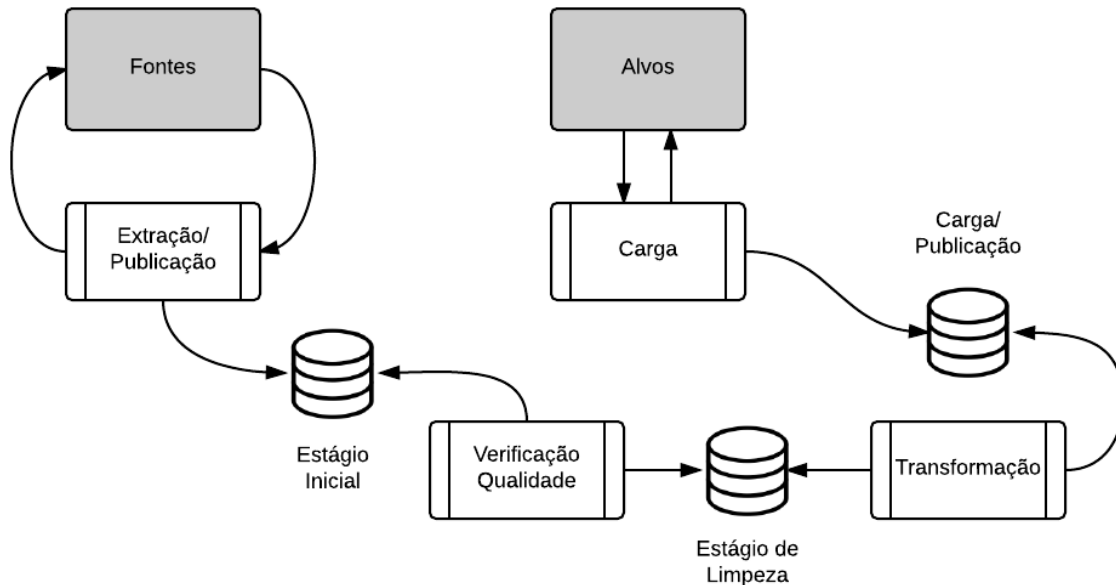 Fontes
Alvos
Extração/
Publicação
Carga
Carga/
Publicação
Estágio
Inicial
Verificação
Qualidade
Transformação
Estágio de
Limpeza